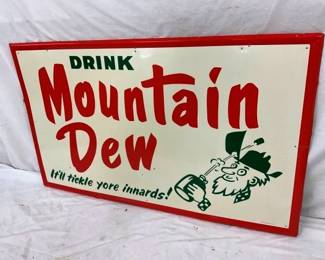 DRINK
Mountain
Dew
It'll tickle yore innards!